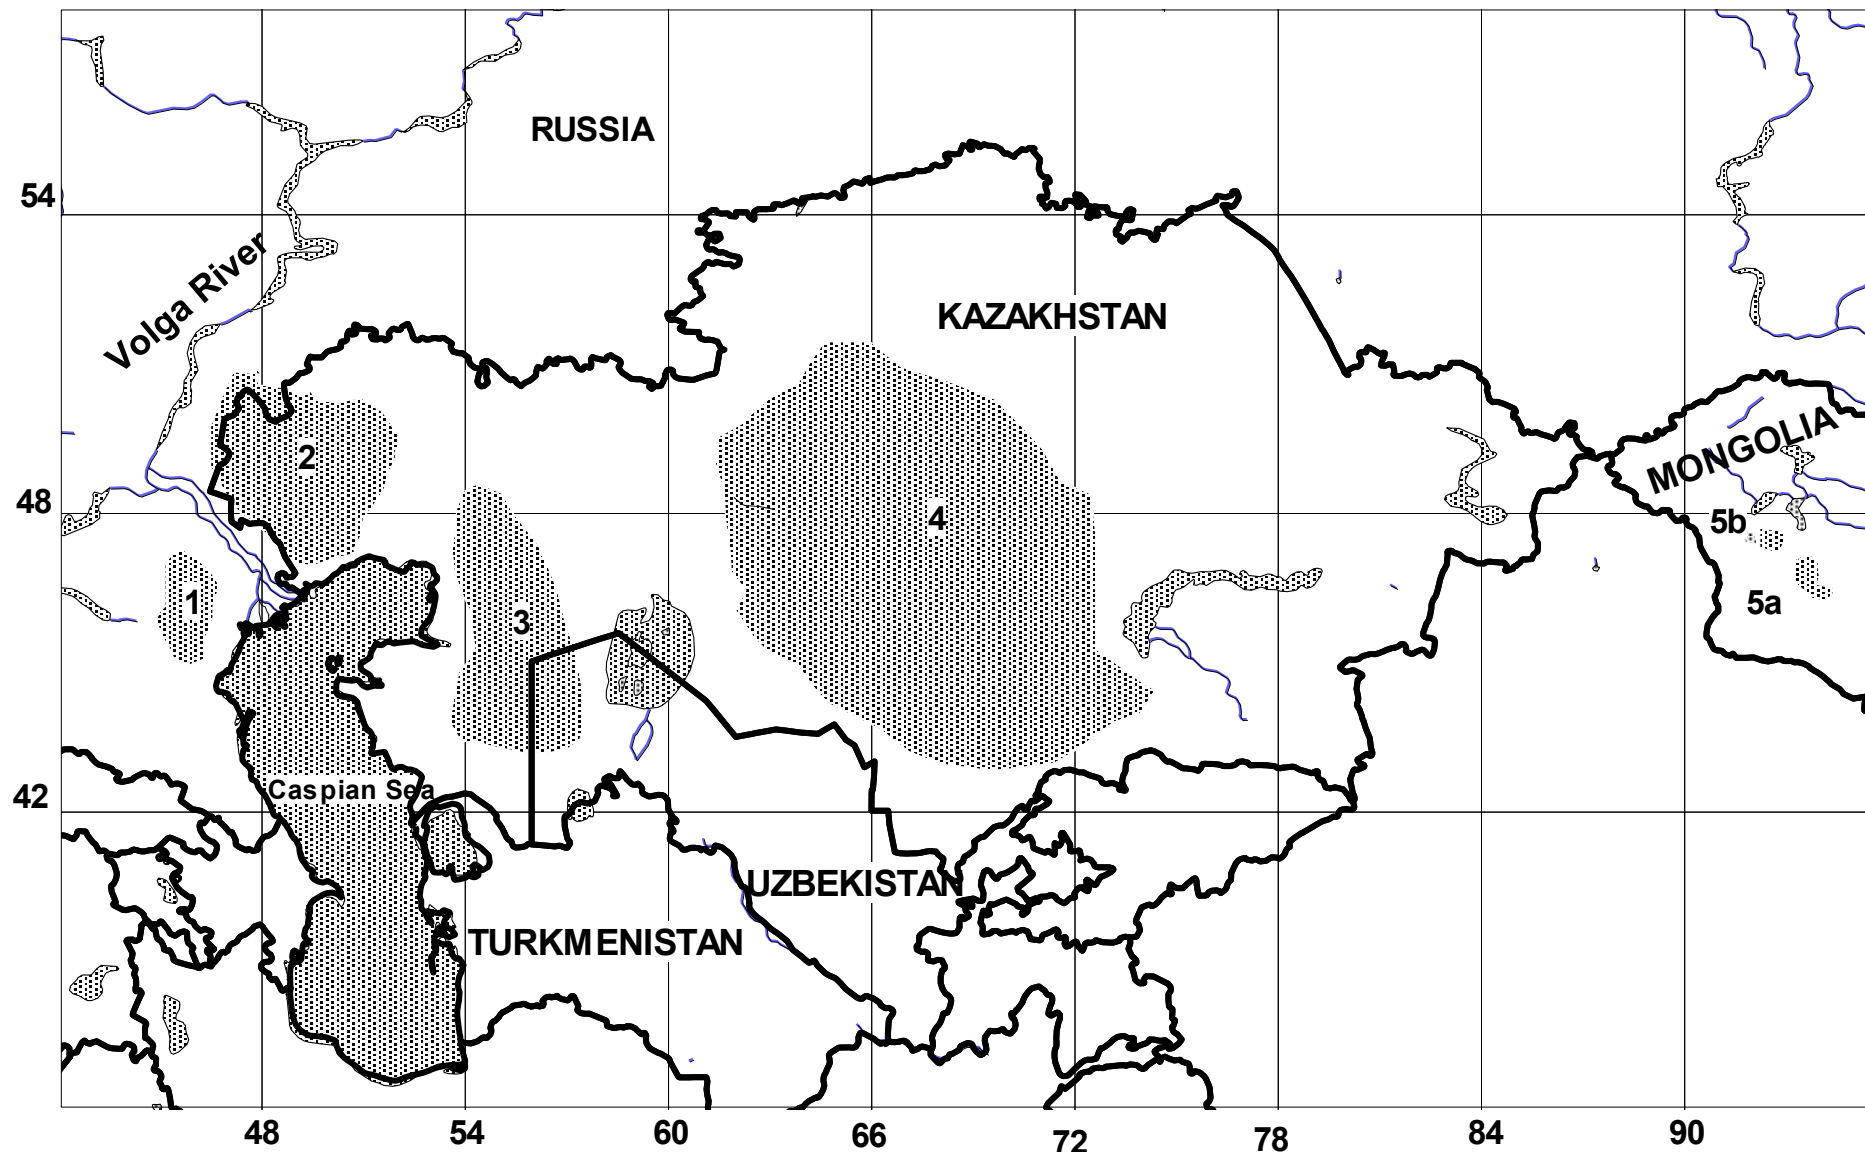 RUSSIA
54
Volga River
KAZAKHSTAN
MONGOLIA
2
48
4
5b
1
3
5a
42
Caspian Sea
UZBEKISTAN
TURKMENISTAN
48
54
60
66
72
78
84
90